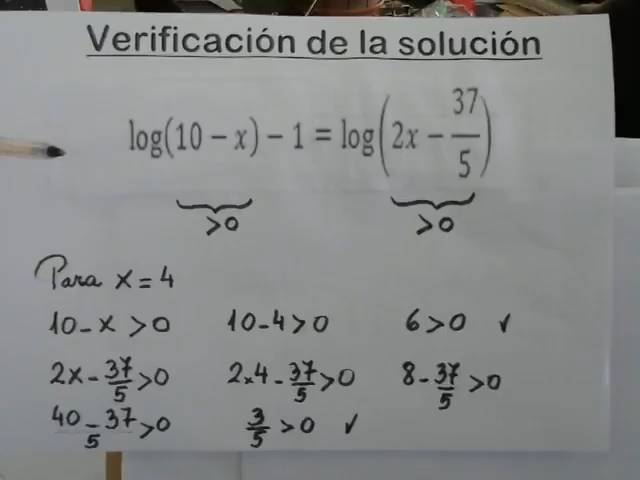 Verificación de la solución
log(10 − x) − 1 = log(2x − 37/5)
>0 >0
Para x = 4
10 - x > 0 10 - 4 > 0 6 > 0 ✓
2x - 37/5 > 0 2×4 - 37/5 > 0 8 - 37/5 > 0
40 - 37/5 > 0 3/5 > 0 ✓